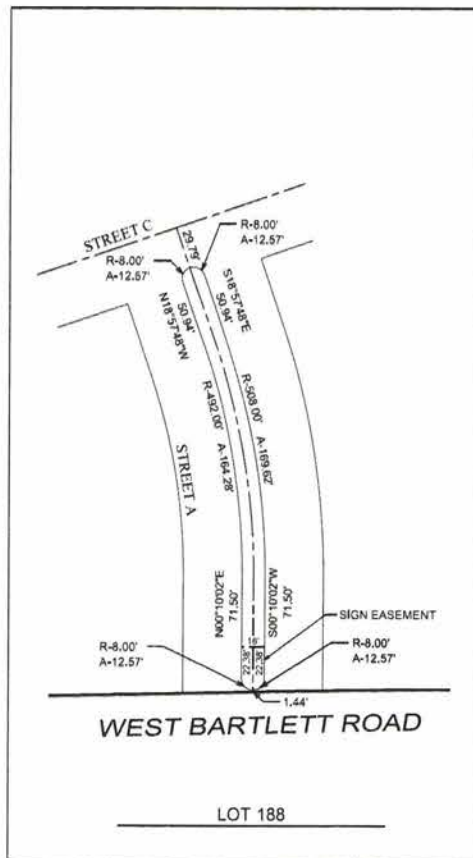 STREET C
29.79'
R-8.00'
A-12.57'
R-8.00'
A-12.57'
N18°57'48"W
50.94'
S18°57'48"E
50.94'
R-492.00' A-164.28'
R-508.00' A-169.62'
STREET A
N00°10'02"E
71.50'
S00°10'02"W
71.50'
SIGN EASEMENT
16'
22.38'
22.38'
R-8.00'
A-12.57'
R-8.00'
A-12.57'
1.44'
WEST BARTLETT ROAD
LOT 188